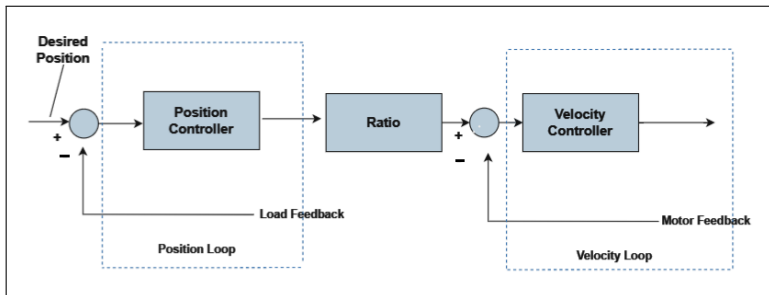 Desired
Position
Position
Controller
Ratio
Velocity
Controller
+
−
+
−
Load Feedback
Motor Feedback
Position Loop
Velocity Loop